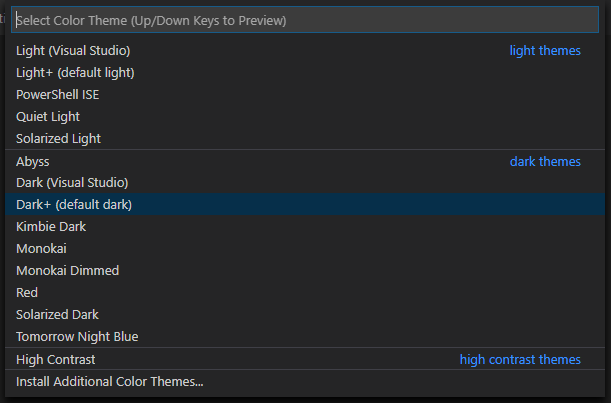 Select Color Theme (Up/Down Keys to Preview)
Light (Visual Studio) light themes
Light+ (default light)
PowerShell ISE
Quiet Light
Solarized Light
Abyss dark themes
Dark (Visual Studio)
Dark+ (default dark)
Kimbie Dark
Monokai
Monokai Dimmed
Red
Solarized Dark
Tomorrow Night Blue
High Contrast high contrast themes
Install Additional Color Themes...